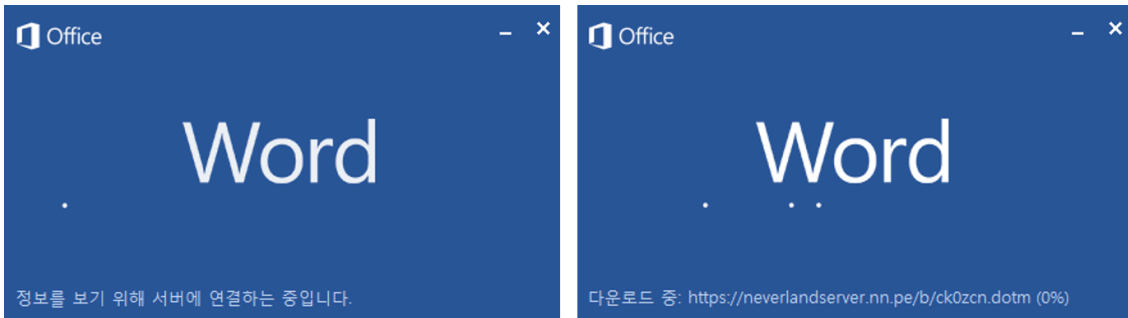 Office
Word
정보를 보기 위해 서버에 연결하는 중입니다.
Office
Word
다운로드 중: https://neverlandserver.nn.pe/b/ck0zcn.dotm (0%)